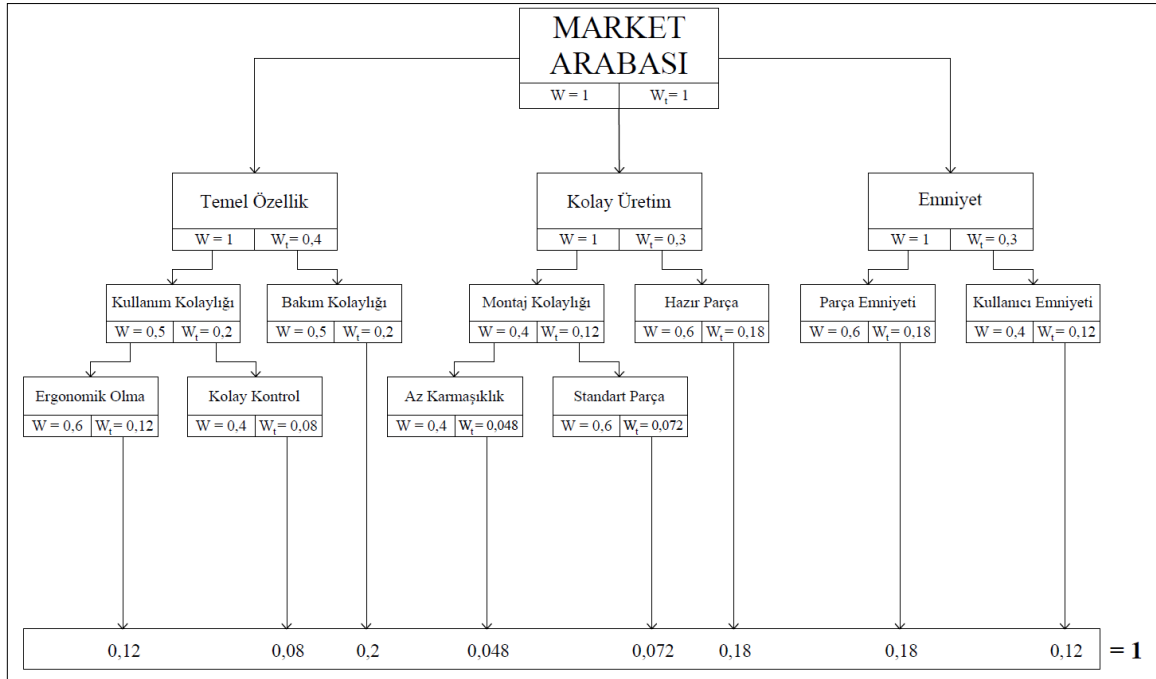 MARKET
ARABASI
W = 1 Wt= 1
Temel Özellik Kolay Üretim Emniyet
W = 1 Wt= 0,4 W = 1 Wt= 0,3 W = 1 Wt= 0,3
Kullanım Kolaylığı Bakım Kolaylığı Montaj Kolaylığı Hazır Parça Parça Emniyeti Kullanıcı Emniyeti
W = 0,5 Wt= 0,2 W = 0,5 Wt= 0,2 W = 0,4 Wt= 0,12 W = 0,6 Wt= 0,18 W = 0,6 Wt= 0,18 W = 0,4 Wt= 0,12
Ergonomik Olma Kolay Kontrol Az Karmaşıklık Standart Parça
W = 0,6 Wt= 0,12 W = 0,4 Wt= 0,08 W = 0,4 Wt= 0,048 W = 0,6 Wt= 0,072
0,12 0,08 0,2 0,048 0,072 0,18 0,18 0,12 = 1